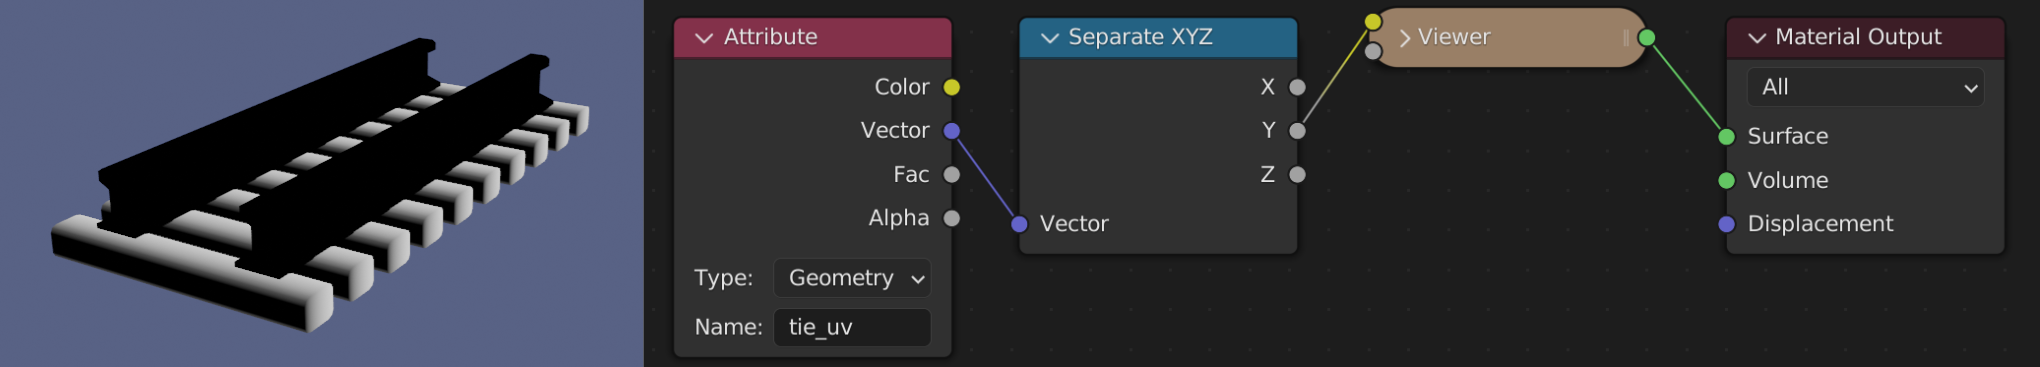 Attribute
Color
Vector
Fac
Alpha
Type: Geometry
Name: tie_uv
Separate XYZ
X
Y
Z
Vector
Viewer
Material Output
All
Surface
Volume
Displacement